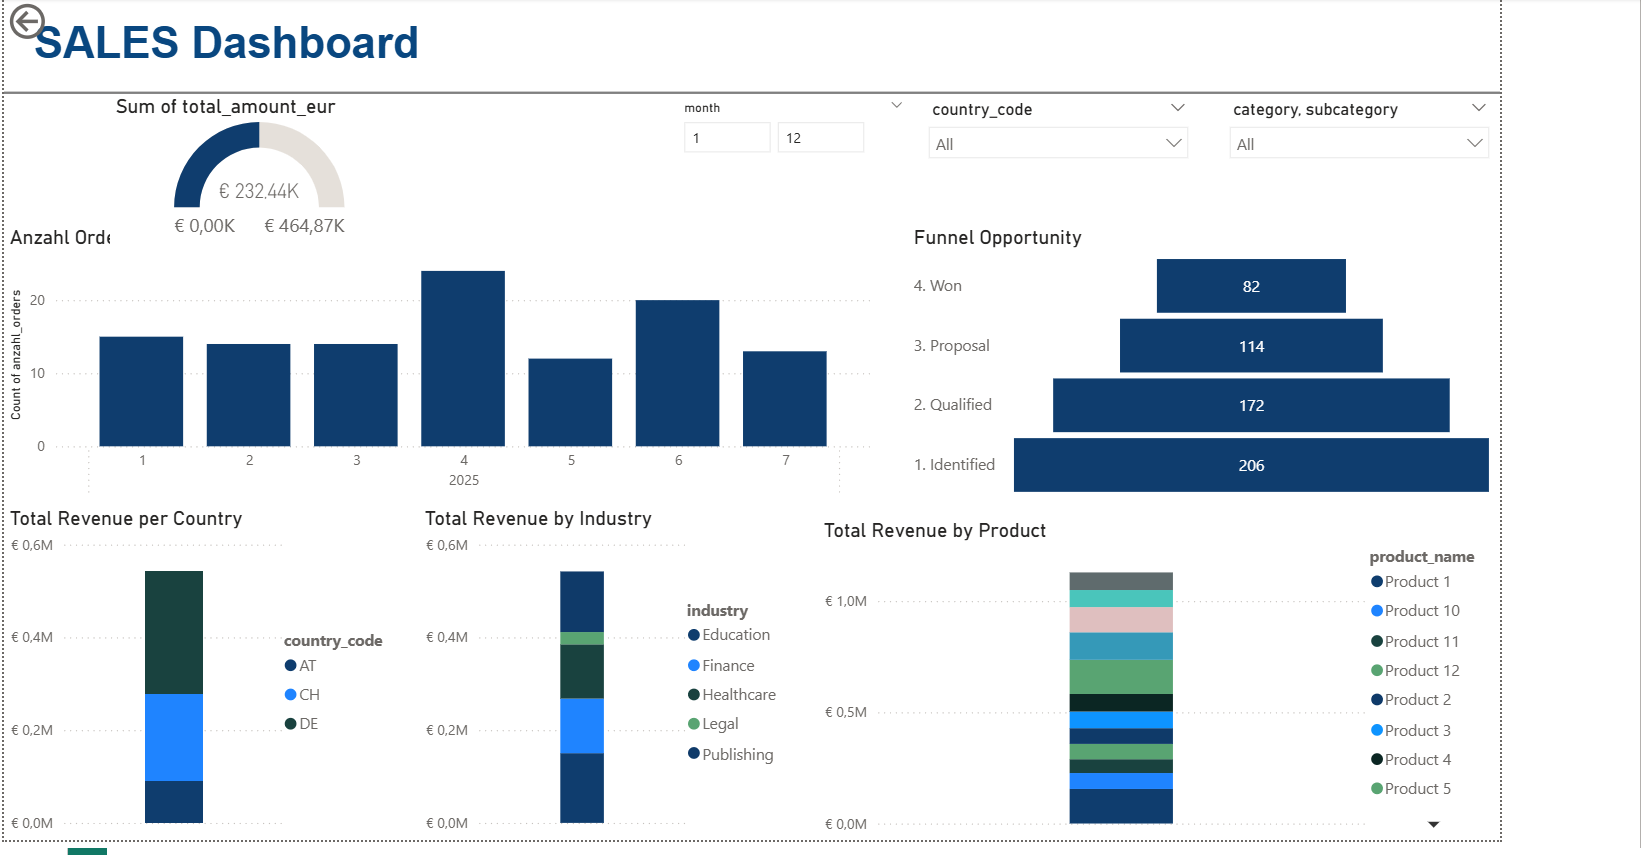 SALES Dashboard
Sum of total_amount_eur
€ 232,44K
€ 0,00K € 464,87K
month
1 12
country_code
All
category, subcategory
All
Anzahl Orde
Count of anzahl_orders
20
10
0
1 2 3 4 5 6 7
2025
Funnel Opportunity
4. Won 82
3. Proposal 114
2. Qualified 172
1. Identified 206
Total Revenue per Country
€ 0,6M
€ 0,4M
€ 0,2M
€ 0,0M
country_code
AT
CH
DE
Total Revenue by Industry
€ 0,6M
€ 0,4M
€ 0,2M
€ 0,0M
industry
Education
Finance
Healthcare
Legal
Publishing
Total Revenue by Product
€ 1,0M
€ 0,5M
€ 0,0M
product_name
Product 1
Product 10
Product 11
Product 12
Product 2
Product 3
Product 4
Product 5